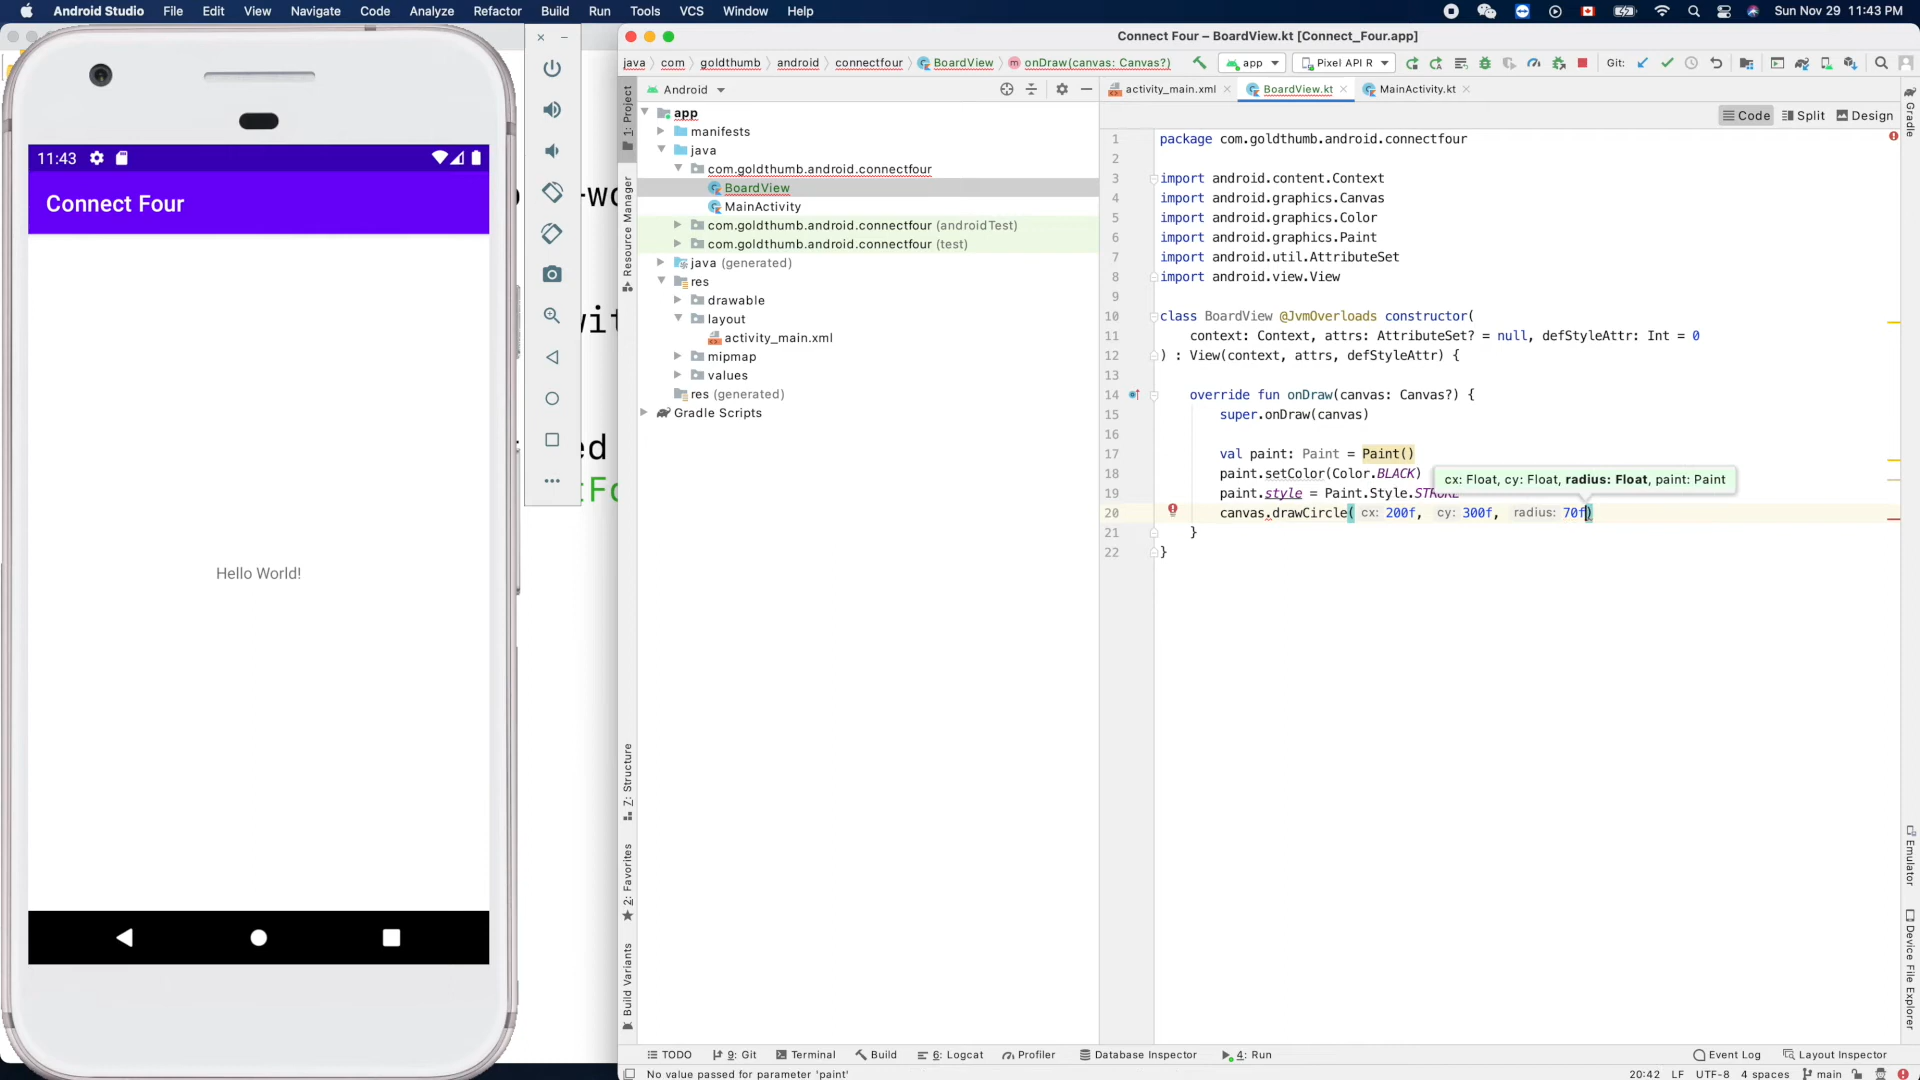 Android Studio File Edit View Navigate Code Analyze Refactor Build Run Tools VCS Window Help Sun Nov 29 11:43 PM
11:43
Connect Four
Hello World!
Connect Four – BoardView.kt [Connect_Four.app]
java com goldthumb android connectfour BoardView onDraw(canvas: Canvas?) app Pixel API R Git:
Android
activity_main.xml BoardView.kt MainActivity.kt
Code Split Design
1: Project
Resource Manager
Z: Structure
2: Favorites
Build Variants
app
manifests
java
com.goldthumb.android.connectfour
BoardView
MainActivity
com.goldthumb.android.connectfour (androidTest)
com.goldthumb.android.connectfour (test)
java (generated)
res
drawable
layout
activity_main.xml
mipmap
values
res (generated)
Gradle Scripts
1 package com.goldthumb.android.connectfour
2
3 import android.content.Context
4 import android.graphics.Canvas
5 import android.graphics.Color
6 import android.graphics.Paint
7 import android.util.AttributeSet
8 import android.view.View
9
10 class BoardView @JvmOverloads constructor(
11 context: Context, attrs: AttributeSet? = null, defStyleAttr: Int = 0
12 ) : View(context, attrs, defStyleAttr) {
13
14 override fun onDraw(canvas: Canvas?) {
15 super.onDraw(canvas)
16
17 val paint: Paint = Paint()
18 paint.setColor(Color.BLACK)
cx: Float, cy: Float, radius: Float, paint: Paint
19 paint.style = Paint.Style.STROKE
20 canvas.drawCircle( cx: 200f, cy: 300f, radius: 70f)
21 }
22 }
Gradle
Emulator
Device File Explorer
TODO 9: Git Terminal Build 6: Logcat Profiler Database Inspector 4: Run Event Log Layout Inspector
No value passed for parameter 'paint' 20:42 LF UTF-8 4 spaces main